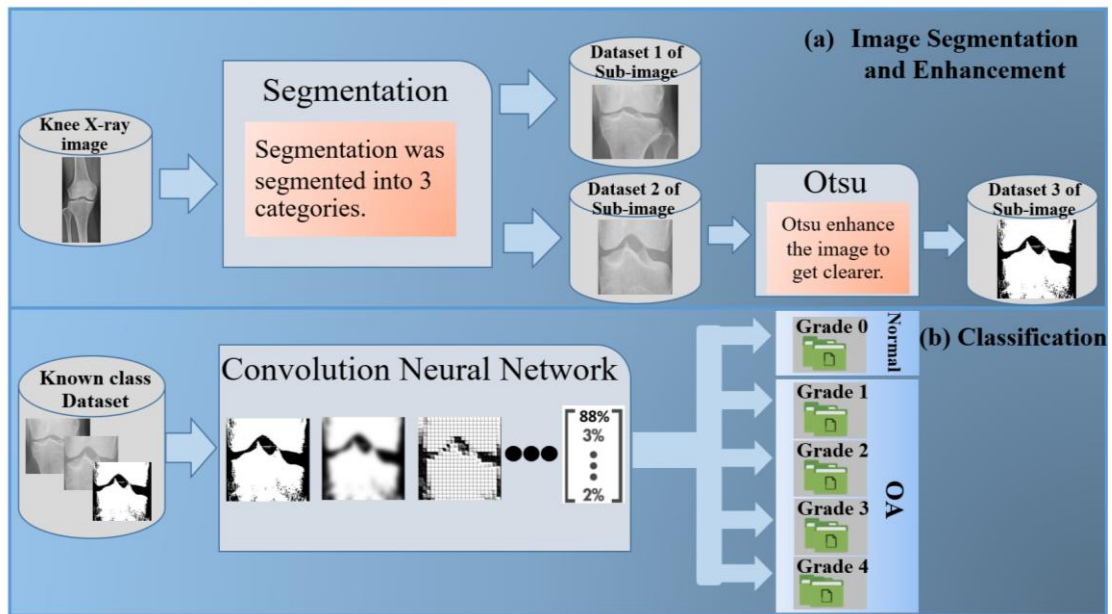 (a) Image Segmentation
and Enhancement
Knee X-ray
image
Segmentation
Segmentation was
segmented into 3
categories.
Dataset 1 of
Sub-image
Dataset 2 of
Sub-image
Otsu
Otsu enhance
the image to
get clearer.
Dataset 3 of
Sub-image
(b) Classification
Known class
Dataset
Convolution Neural Network
88%
3%
2%
Grade 0
Normal
Grade 1
Grade 2
Grade 3
Grade 4
OA